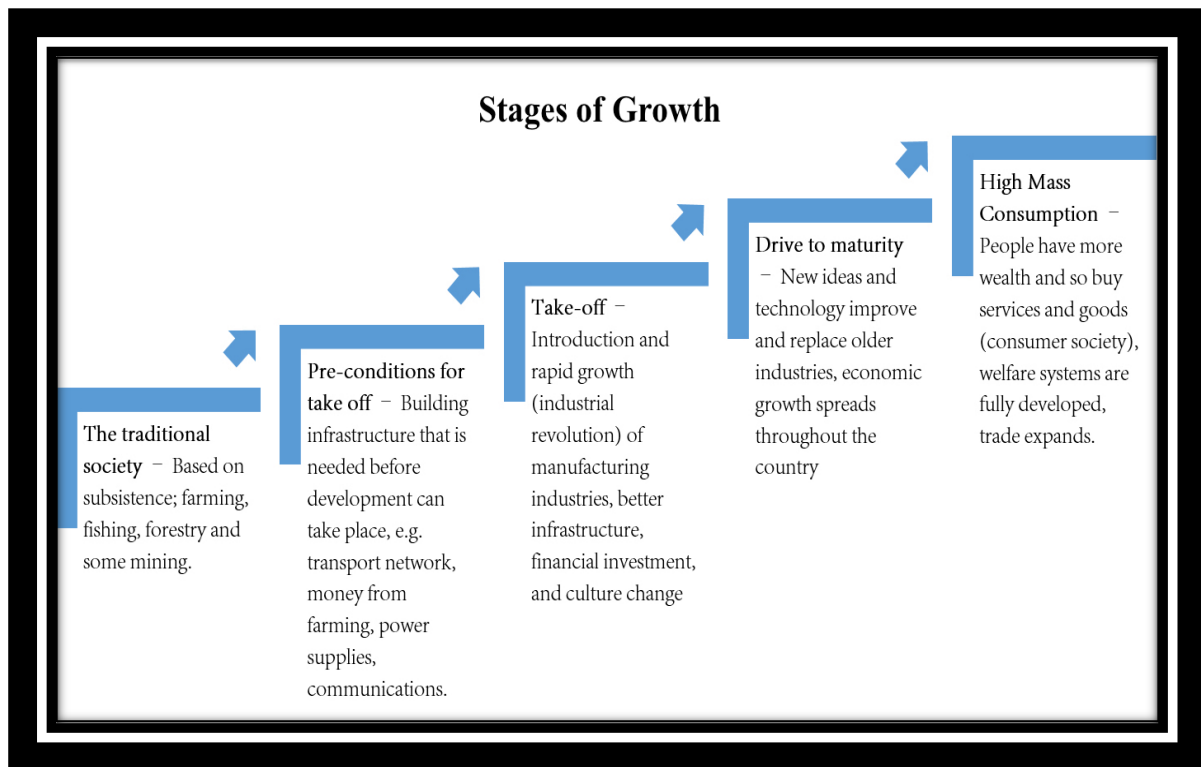 Stages of Growth
The traditional
society – Based on
subsistence; farming,
fishing, forestry and
some mining.
Pre-conditions for
take off – Building
infrastructure that is
needed before
development can
take place, e.g.
transport network,
money from
farming, power
supplies,
communications.
Take-off –
Introduction and
rapid growth
(industrial
revolution) of
manufacturing
industries, better
infrastructure,
financial investment,
and culture change
Drive to maturity
– New ideas and
technology improve
and replace older
industries, economic
growth spreads
throughout the
country
High Mass
Consumption –
People have more
wealth and so buy
services and goods
(consumer society),
welfare systems are
fully developed,
trade expands.